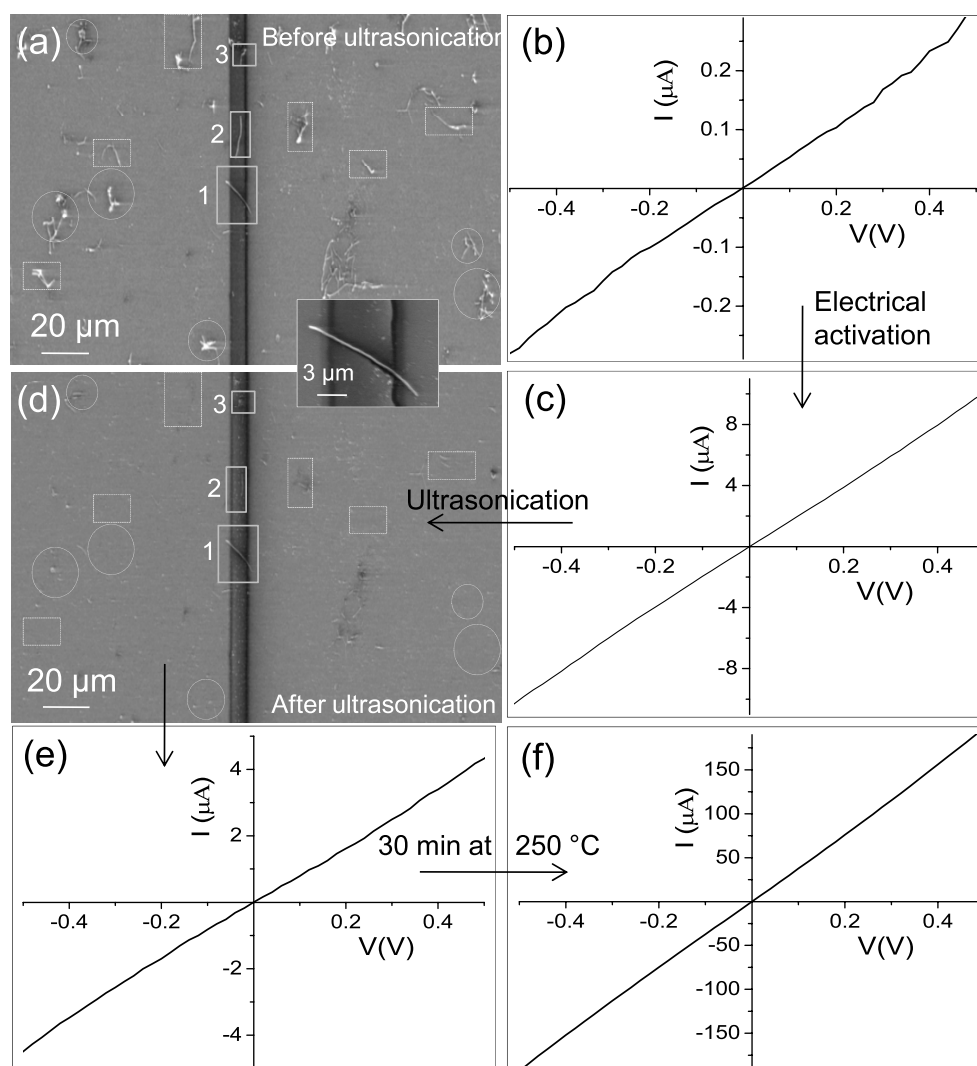 (a)
Before ultrasonication
3
2
1
20 µm
3 µm
(b)
I (µA)
0.2
0.1
-0.4
-0.2
0.2
0.4
V(V)
-0.1
-0.2
Electrical
activation
(c)
I (µA)
8
4
-0.4
-0.2
0.2
0.4
V(V)
-4
-8
(d)
3
2
1
Ultrasonication
20 µm
After ultrasonication
(e)
I (µA)
4
2
-0.4
-0.2
0.2
0.4
V(V)
-2
-4
30 min at 250 °C
(f)
I (µA)
150
100
50
-0.4
-0.2
0.2
0.4
V(V)
-50
-100
-150